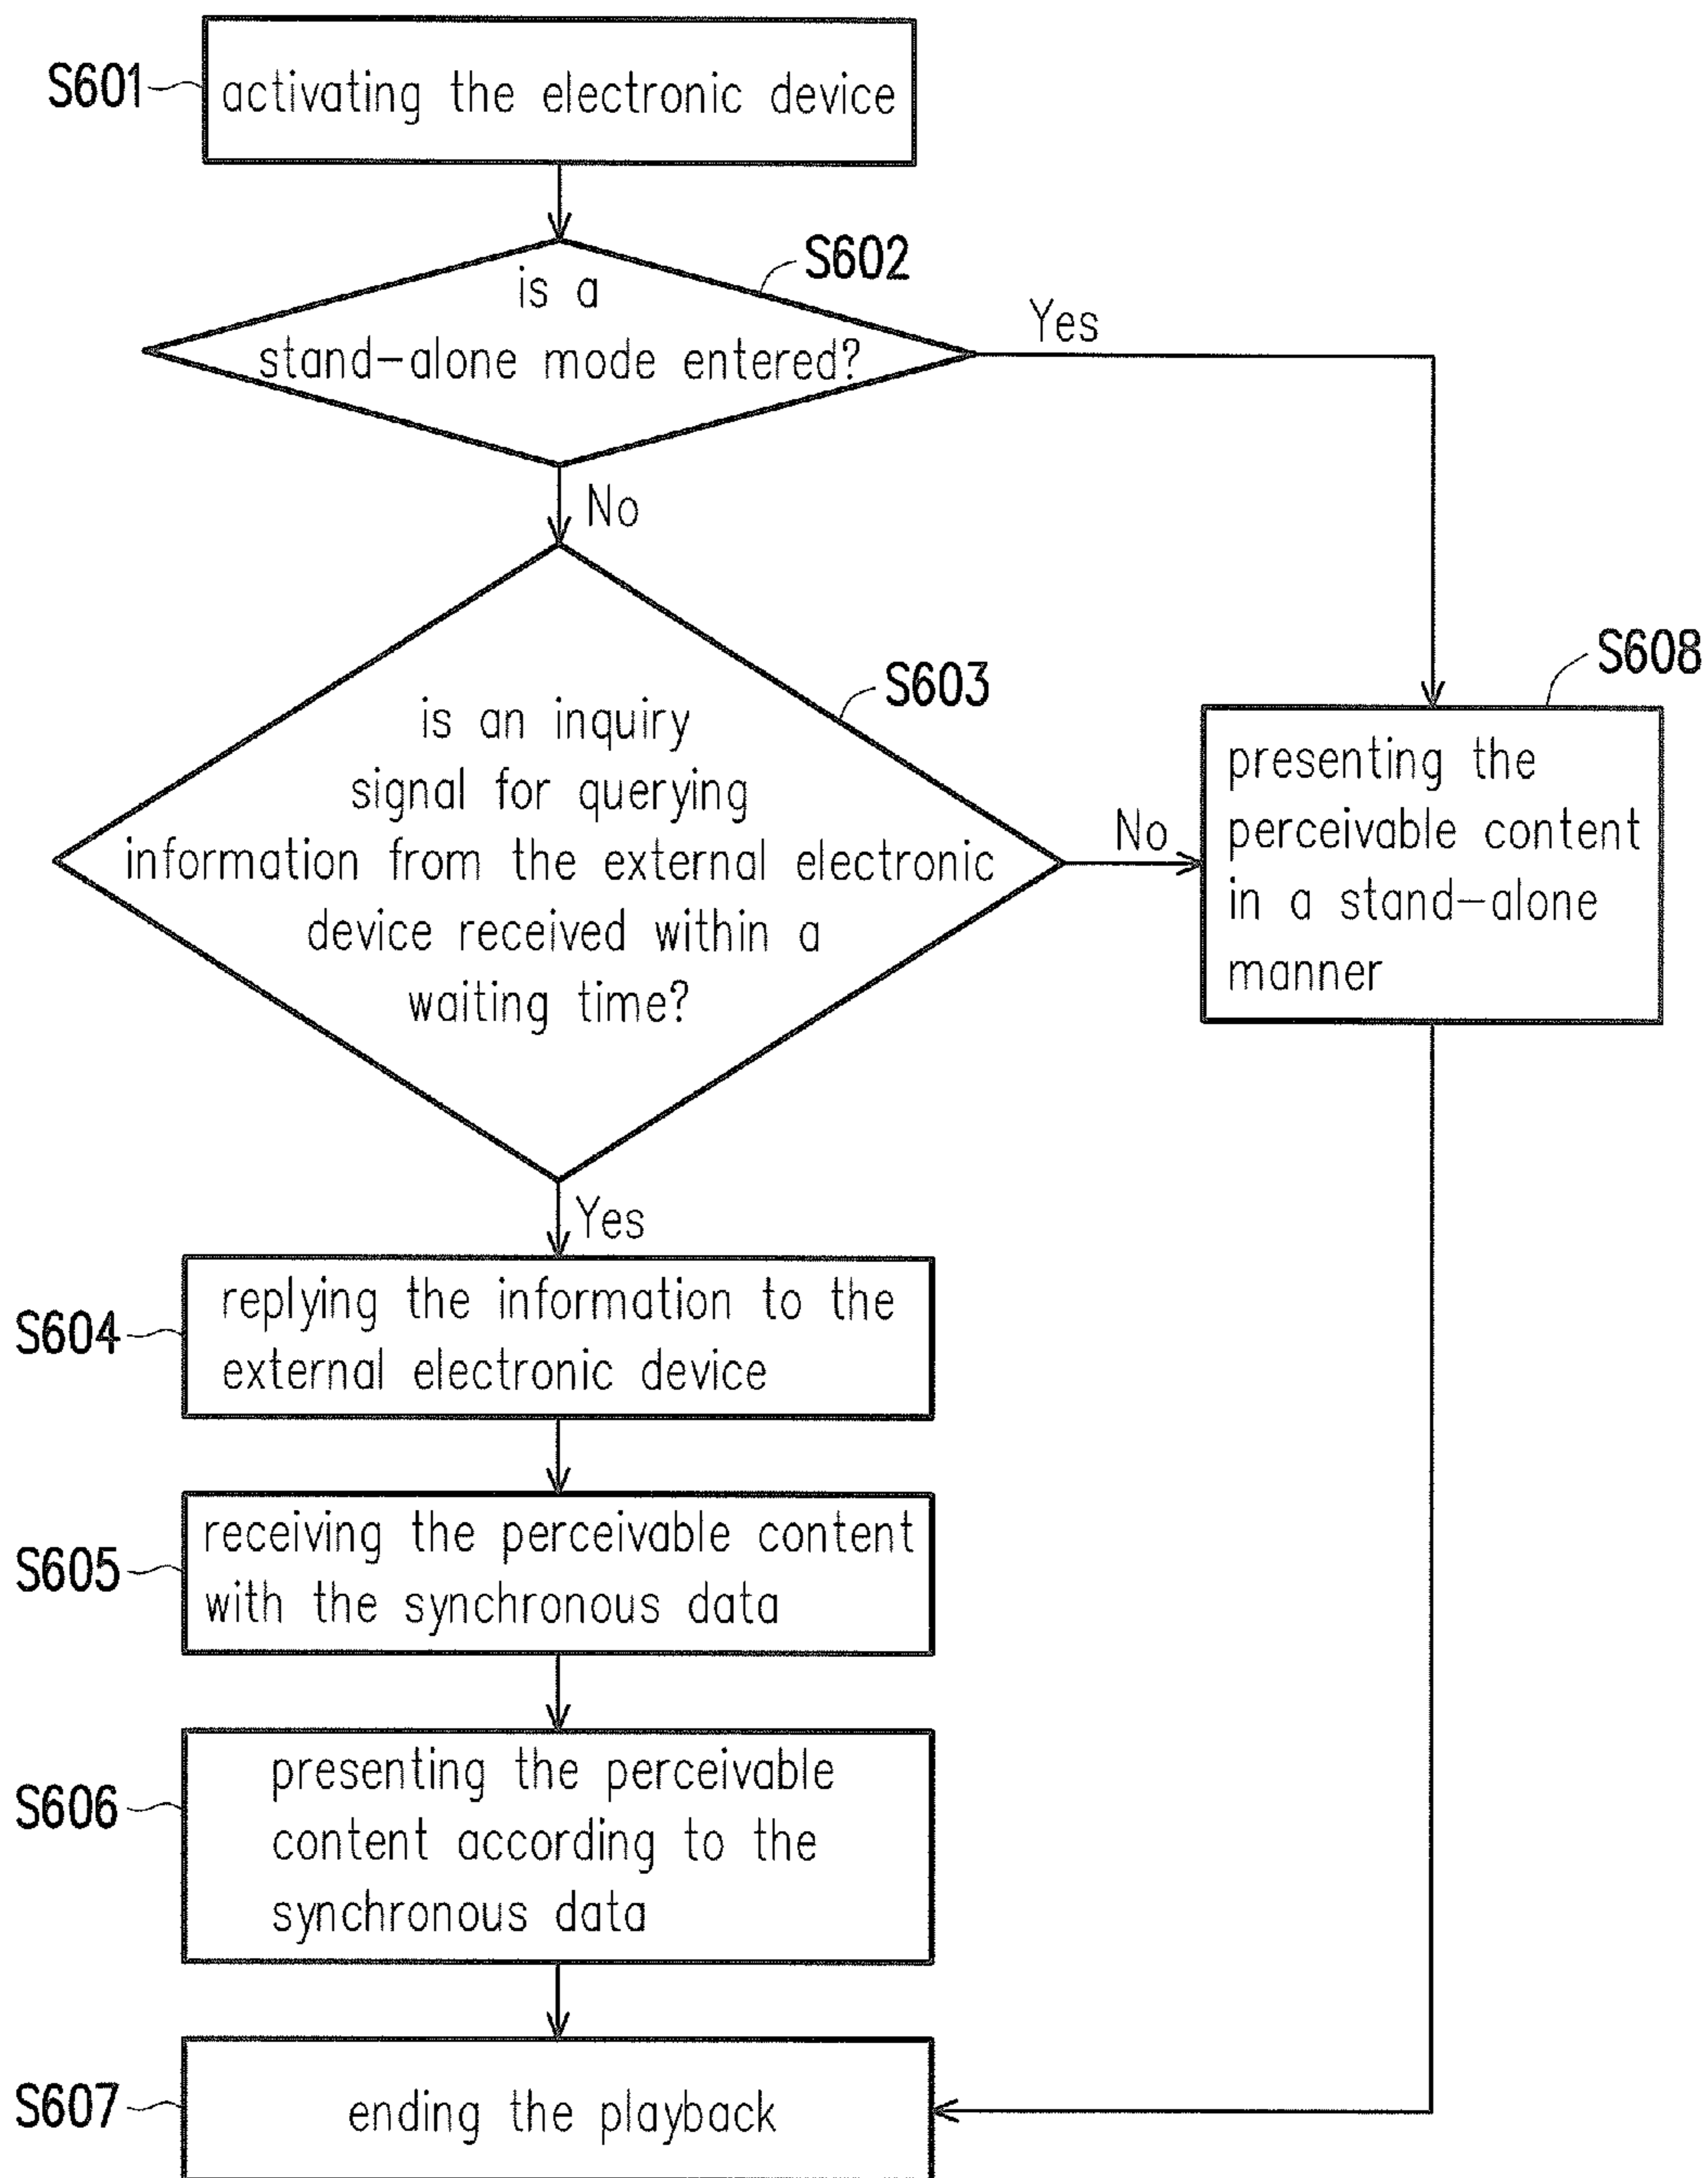 S601
activating the electronic device
S602
is a
stand-alone mode entered?
Yes
No
S603
is an inquiry
signal for querying
information from the external electronic
device received within a
waiting time?
No
S608
presenting the
perceivable content
in a stand-alone
manner
Yes
S604
replying the information to the
external electronic device
S605
receiving the perceivable content
with the synchronous data
S606
presenting the perceivable
content according to the
synchronous data
S607
ending the playback